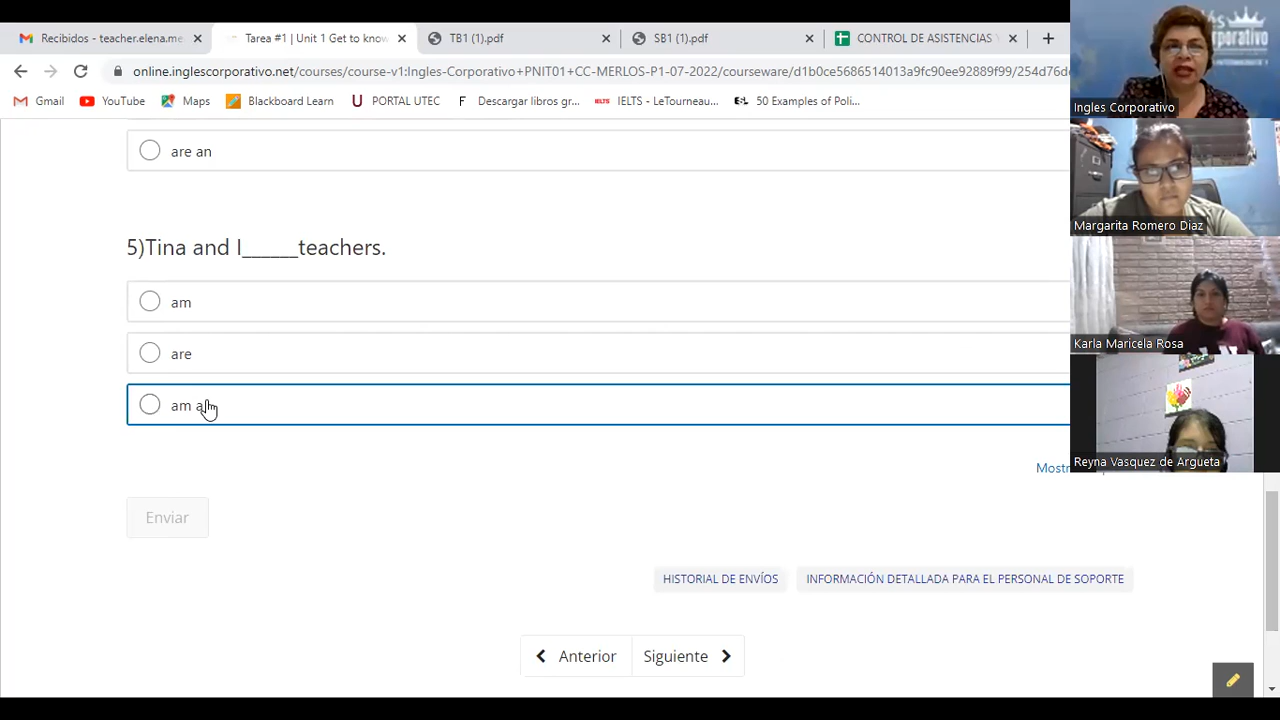 Recibidos - teacher.elena.me
Tarea #1 | Unit 1 Get to know
TB1 (1).pdf
SB1 (1).pdf
CONTROL DE ASISTENCIAS Y
online.inglescorporativo.net/courses/course-v1:Ingles-Corporativo+PNIT01+CC-MERLOS-P1-07-2022/courseware/d1b0ce5686514013a9fc90ee92889f99/254d76d
Gmail
YouTube
Maps
Blackboard Learn
PORTAL UTEC
Descargar libros gr...
IELTS - LeTourneau...
50 Examples of Poli...
Ingles Corporativo
are an
Margarita Romero Diaz
5)Tina and I______teachers.
am
are
Karla Maricela Rosa
am a
Reyna Vasquez de Argueta
Most
Enviar
HISTORIAL DE ENVÍOS
INFORMACIÓN DETALLADA PARA EL PERSONAL DE SOPORTE
Anterior
Siguiente